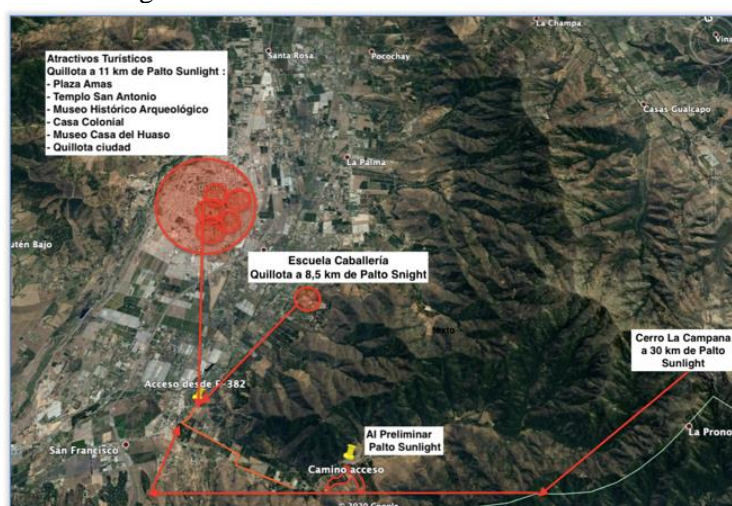 La Champa
Santa Rosa
Pocochay
Atractivos Turísticos
Quillota a 11 km de Palto Sunlight :
- Plaza Amas
- Templo San Antonio
- Museo Histórico Arqueológico
- Casa Colonial
- Museo Casa del Huaso
- Quillota ciudad
Casas Gualcapo
La Palma
utén Bajo
Escuela Caballería
Quillota a 8,5 km de Palto Snight
texto
Cerro La Campana
a 30 km de Palto
Sunlight
Acceso desde F-382
San Francisco
AI Preliminar
Palto Sunlight
La Prono
Camino acceso